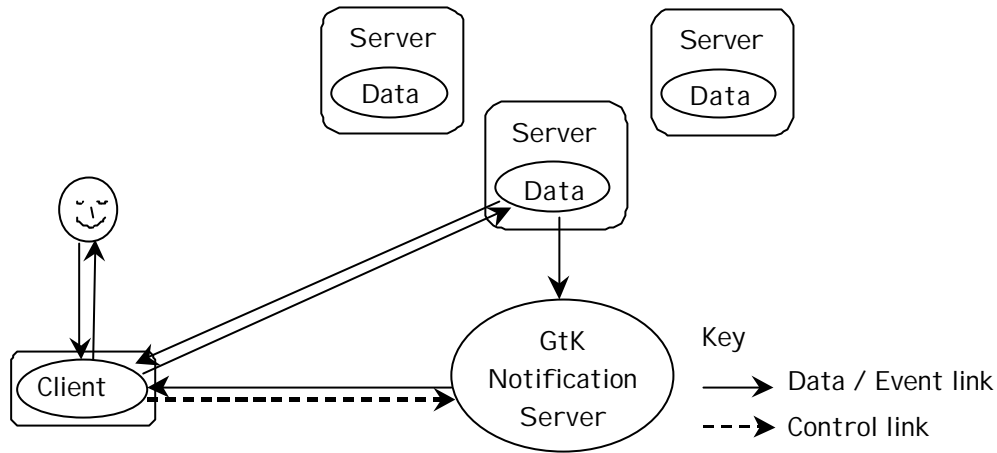 Server
Data
Server
Data
Server
Data
Client
GtK
Notification
Server
Key
Data / Event link
Control link